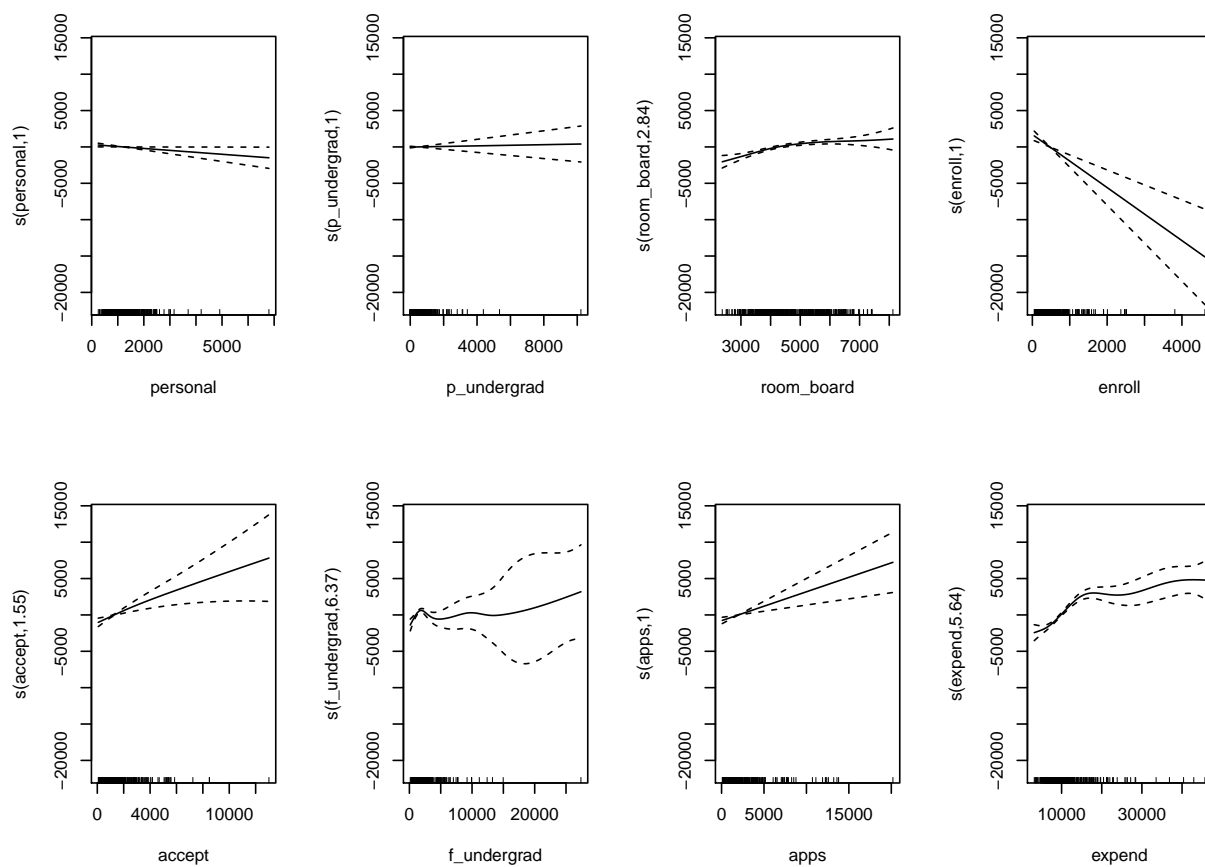 −20000 −5000 5000 15000
s(personal,1)
0 2000 5000
personal
−20000 −5000 5000 15000
s(p_undergrad,1)
0 4000 8000
p_undergrad
−20000 −5000 5000 15000
s(room_board,2.84)
3000 5000 7000
room_board
−20000 −5000 5000 15000
s(enroll,1)
0 2000 4000
enroll
−20000 −5000 5000 15000
s(accept,1.55)
0 4000 10000
accept
−20000 −5000 5000 15000
s(f_undergrad,6.37)
0 10000 20000
f_undergrad
−20000 −5000 5000 15000
s(apps,1)
0 5000 15000
apps
−20000 −5000 5000 15000
s(expend,5.64)
10000 30000
expend